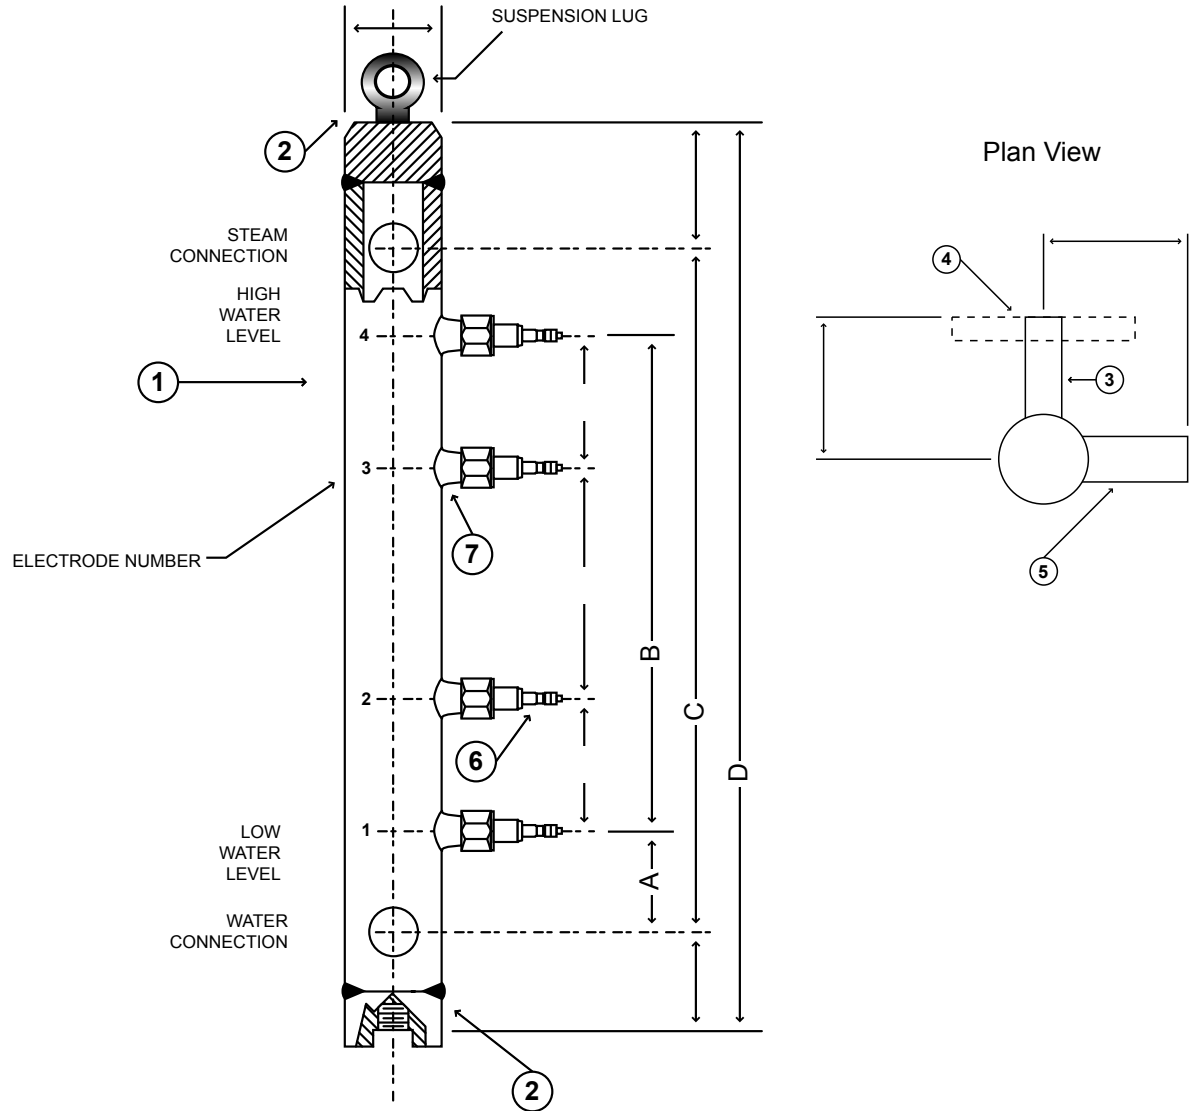 SUSPENSION LUG
2
Plan View
STEAM
CONNECTION
4
HIGH
WATER
LEVEL
4
1
3
3
7
ELECTRODE NUMBER
5
B
2
C
6
D
LOW
WATER
LEVEL
1
A
WATER
CONNECTION
2